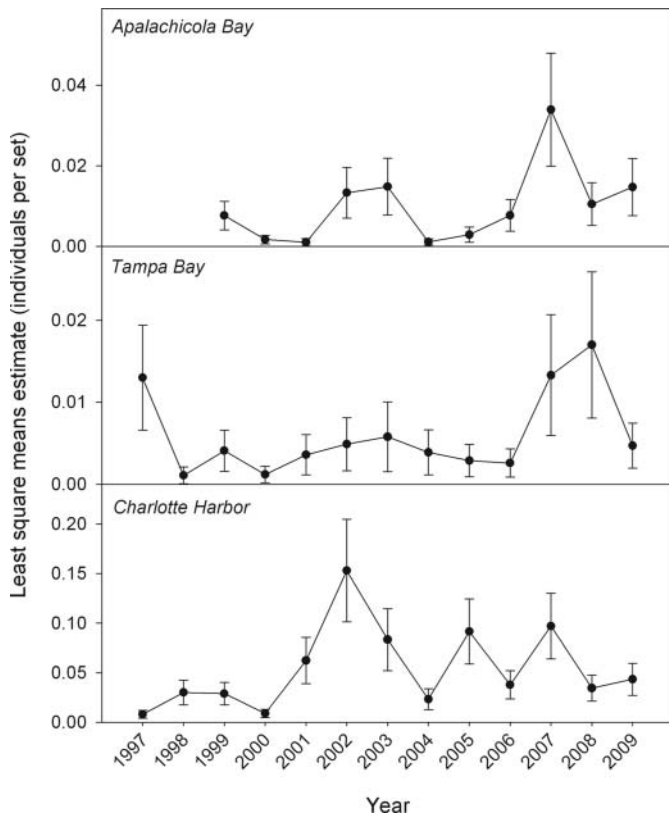 Least square means estimate (individuals per set)
Apalachicola Bay
0.04
0.02
0.00
Tampa Bay
0.02
0.01
0.00
Charlotte Harbor
0.20
0.15
0.10
0.05
0.00
1997 1998 1999 2000 2001 2002 2003 2004 2005 2006 2007 2008 2009
Year